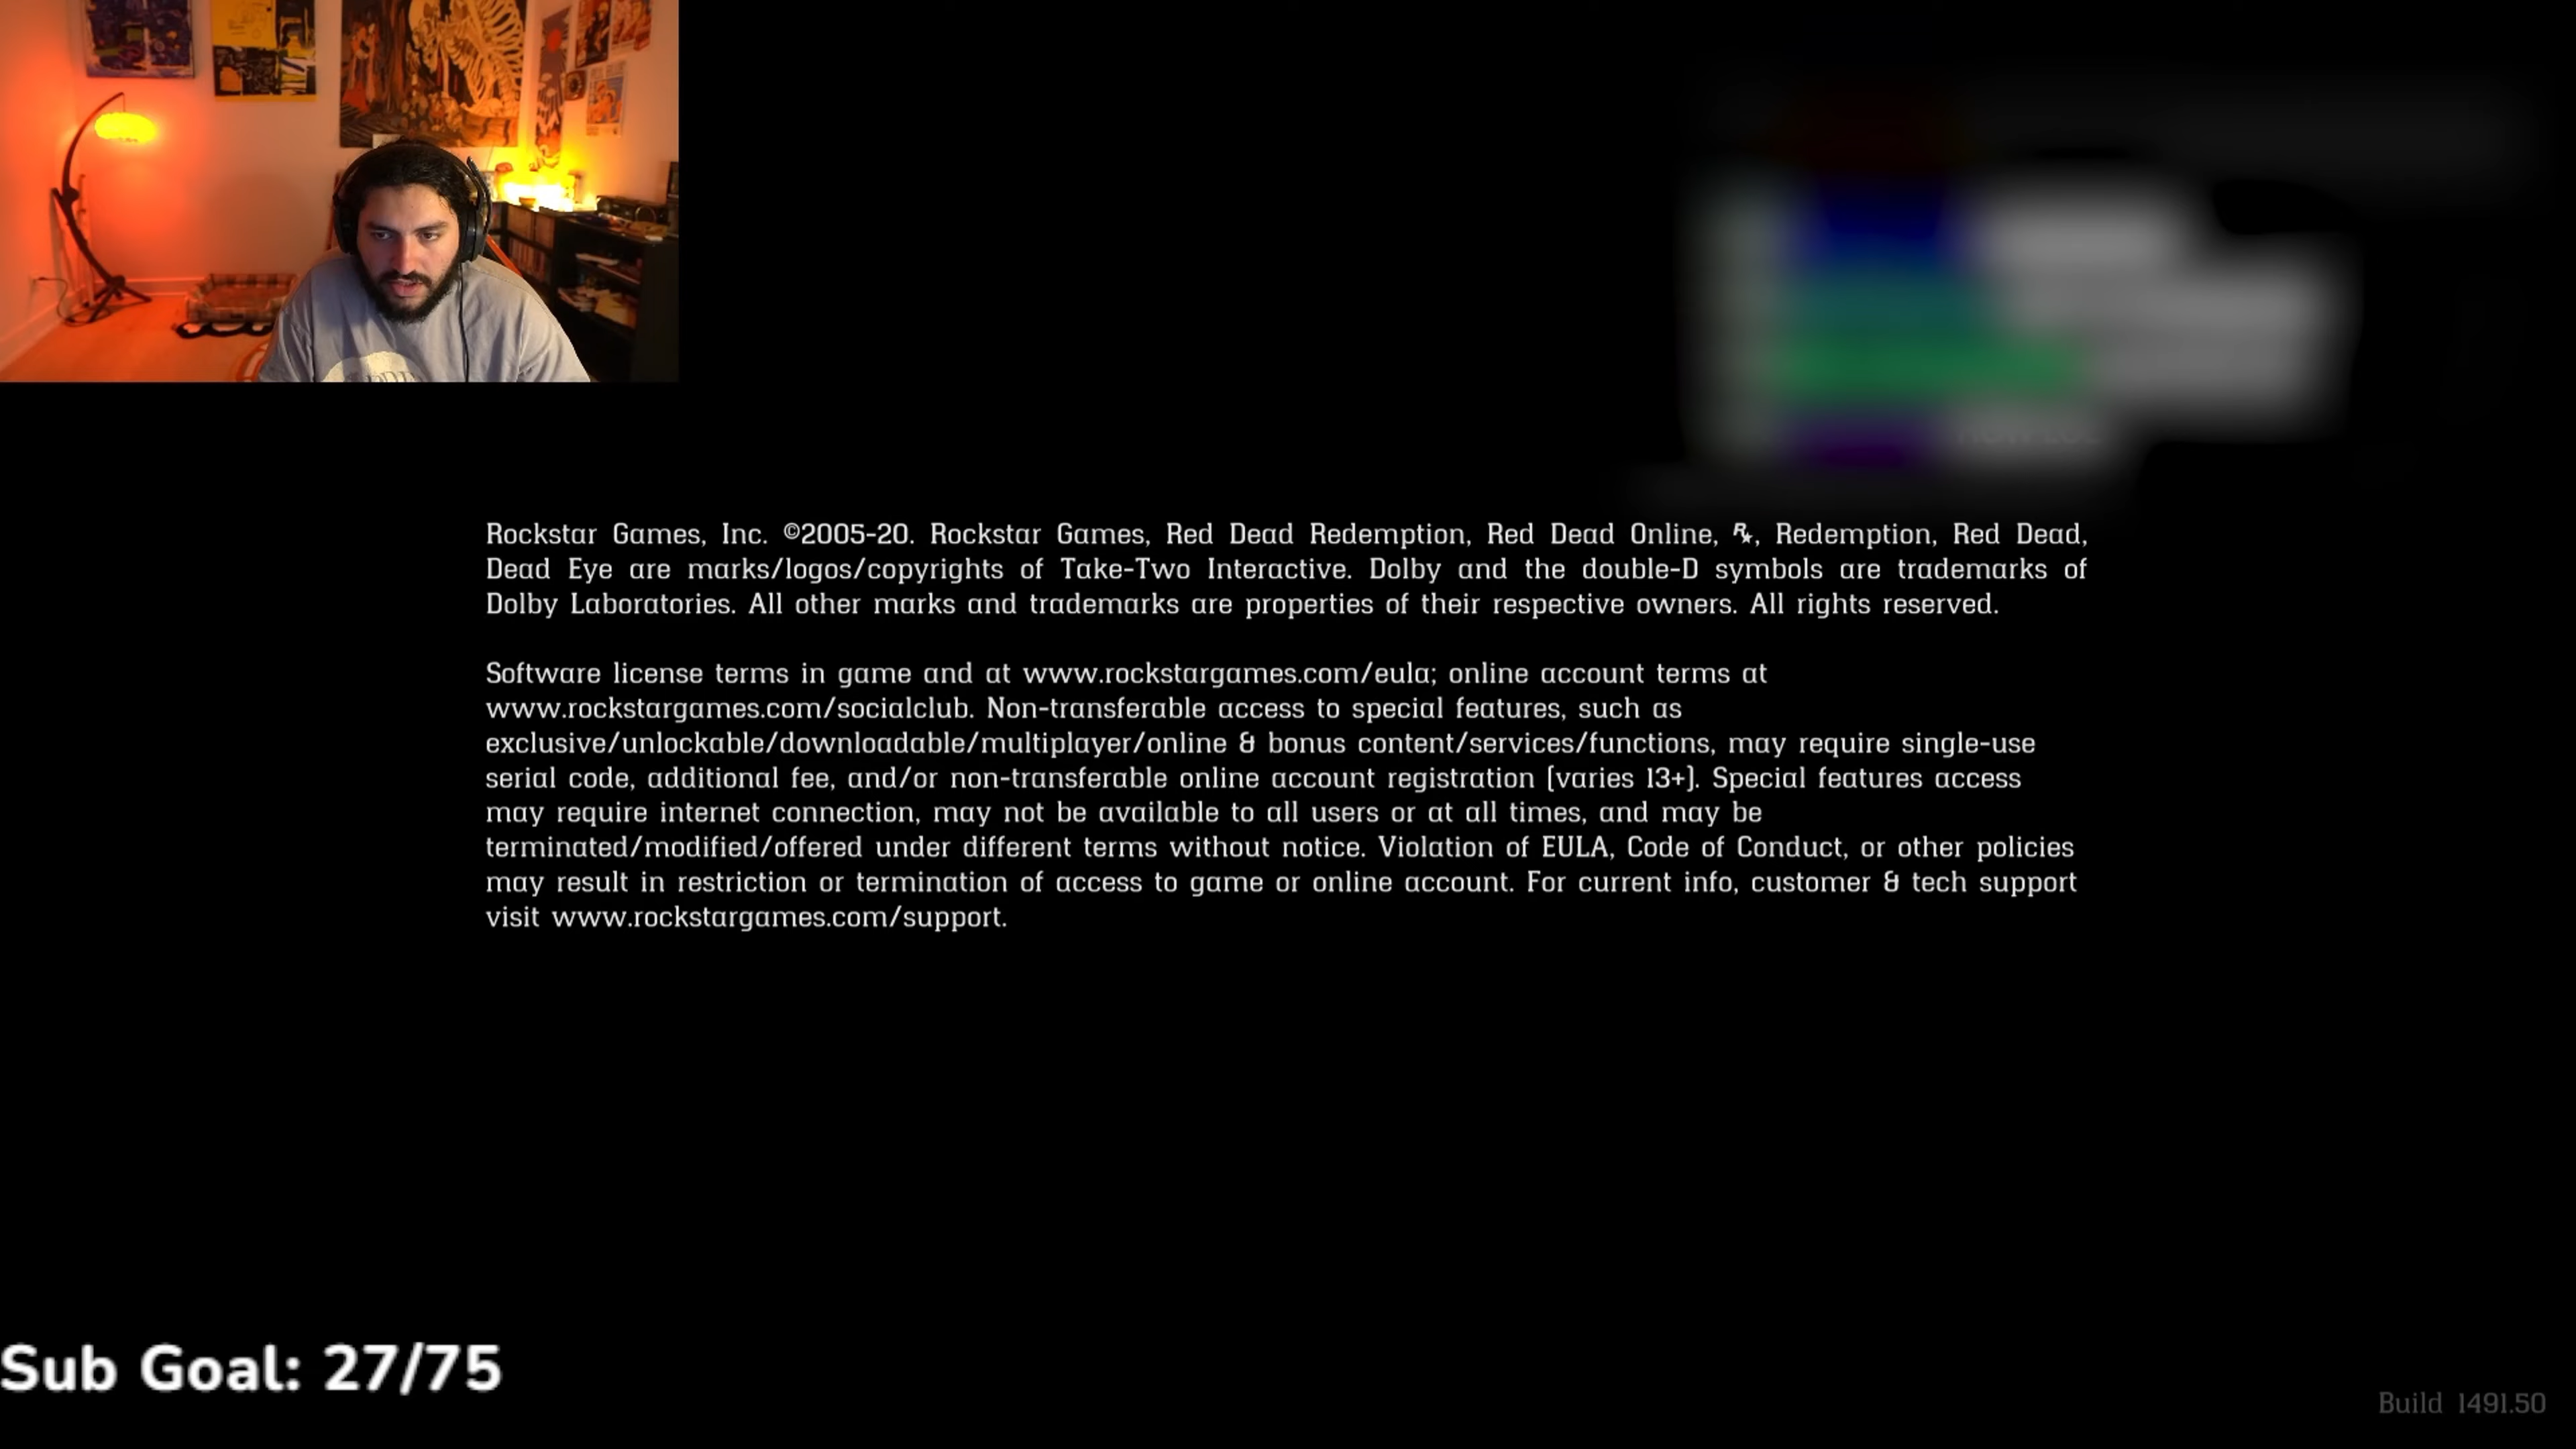 Rockstar Games, Inc. ©2005-20. Rockstar Games, Red Dead Redemption, Red Dead Online, R★, Redemption, Red Dead,
Dead Eye are marks/logos/copyrights of Take-Two Interactive. Dolby and the double-D symbols are trademarks of
Dolby Laboratories. All other marks and trademarks are properties of their respective owners. All rights reserved.
Software license terms in game and at www.rockstargames.com/eula; online account terms at
www.rockstargames.com/socialclub. Non-transferable access to special features, such as
exclusive/unlockable/downloadable/multiplayer/online & bonus content/services/functions, may require single-use
serial code, additional fee, and/or non-transferable online account registration (varies 13+). Special features access
may require internet connection, may not be available to all users or at all times, and may be
terminated/modified/offered under different terms without notice. Violation of EULA, Code of Conduct, or other policies
may result in restriction or termination of access to game or online account. For current info, customer & tech support
visit www.rockstargames.com/support.
Sub Goal: 27/75
Build 1491.50